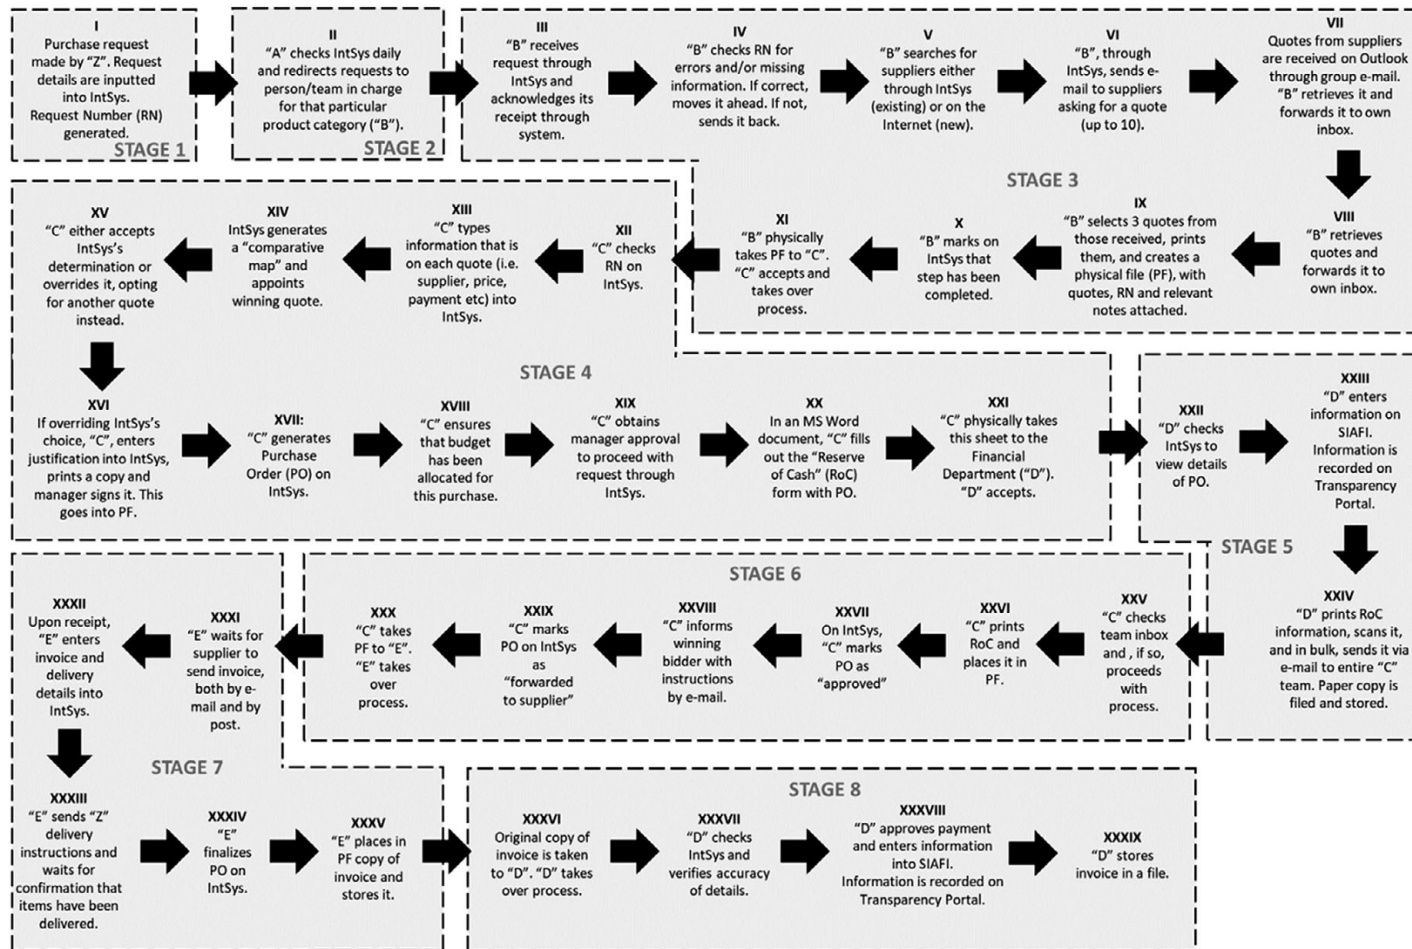 I
Purchase request
made by “Z”. Request
details are inputted
into IntSys.
Request Number (RN)
generated.
STAGE 1
II
“A” checks IntSys daily
and redirects requests to
person/team in charge
for that particular
product category (“B”).
STAGE 2
III
“B” receives
request through
IntSys and
acknowledges its
receipt through
system.
IV
“B” checks RN for
errors and/or missing
information. If correct,
moves it ahead. If not,
sends it back.
V
“B” searches for
suppliers either
through IntSys
(existing) or on the
Internet (new).
VI
“B”, through
IntSys, sends e-
mail to suppliers
asking for a quote
(up to 10).
VII
Quotes from suppliers
are received on Outlook
through group e-mail.
“B” retrieves it and
forwards it to own
inbox.
STAGE 3
VIII
“B” retrieves
quotes and
forwards it to
own inbox.
IX
“B” selects 3 quotes from
those received, prints
them, and creates a
physical file (PF), with
quotes, RN and relevant
notes attached.
X
“B” marks on
IntSys that
step has been
completed.
XI
“B” physically
takes PF to “C”.
“C” accepts and
takes over
process.
XII
“C” checks
RN on
IntSys.
XIII
“C” types
information that is
on each quote (i.e.
supplier, price,
payment etc) into
IntSys.
XIV
IntSys generates
a “comparative
map” and
appoints
winning quote.
XV
“C” either accepts
IntSys’s
determination or
overrides it, opting
for another quote
instead.
STAGE 4
XVI
If overriding IntSys’s
choice, “C”, enters
justification into IntSys,
prints a copy and
manager signs it. This
goes into PF.
XVII:
“C” generates
Purchase
Order (PO) on
IntSys.
XVIII
“C” ensures
that budget
has been
allocated for
this purchase.
XIX
“C” obtains
manager approval
to proceed with
request through
IntSys.
XX
In an MS Word
document, “C” fills
out the “Reserve
of Cash” (RoC)
form with PO.
XXI
“C” physically takes
this sheet to the
Financial
Department (“D”).
“D” accepts.
XXII
“D” checks
IntSys to
view details
of PO.
XXIII
“D” enters
information on
SIAFI.
Information is
recorded on
Transparency
Portal.
STAGE 5
XXIV
“D” prints RoC
information, scans it,
and in bulk, sends it via
e-mail to entire “C”
team. Paper copy is
filed and stored.
STAGE 6
XXV
“C” checks
team inbox
and , if so,
proceeds
with
process.
XXVI
“C” prints
RoC and
places it in
PF.
XXVII
On IntSys,
“C” marks
PO as
“approved”
XXVIII
“C” informs
winning
bidder with
instructions
by e-mail.
XXIX
“C” marks
PO on IntSys
as
“forwarded
to supplier”
XXX
“C” takes
PF to “E”.
“E” takes
over
process.
XXXI
“E” waits for
supplier to
send invoice,
both by e-
mail and by
post.
XXXII
Upon receipt,
“E” enters
invoice and
delivery
details into
IntSys.
STAGE 7
XXXIII
“E” sends “Z”
delivery
instructions and
waits for
confirmation that
items have been
delivered.
XXXIV
“E”
finalizes
PO on
IntSys.
XXXV
“E” places in
PF copy of
invoice and
stores it.
STAGE 8
XXXVI
Original copy of
invoice is taken
to “D”. “D” takes
over process.
XXXVII
“D” checks
IntSys and
verifies accuracy
of details.
XXXVIII
“D” approves payment
and enters information
into SIAFI.
Information is recorded on
Transparency Portal.
XXXIX
“D” stores
invoice in a file.